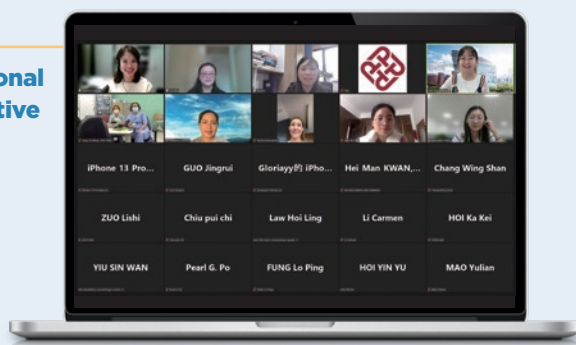 onal
tive
iPhone 13 Pro...
GUO Jingrui
Gloriayy的 iPho...
Hei Man KWAN,...
Chang Wing Shan
ZUO Lishi
Chiu pui chi
Law Hoi Ling
Li Carmen
HOI Ka Kei
YIU SIN WAN
Pearl G. Po
FUNG Lo Ping
HOI YIN YU
MAO Yulian